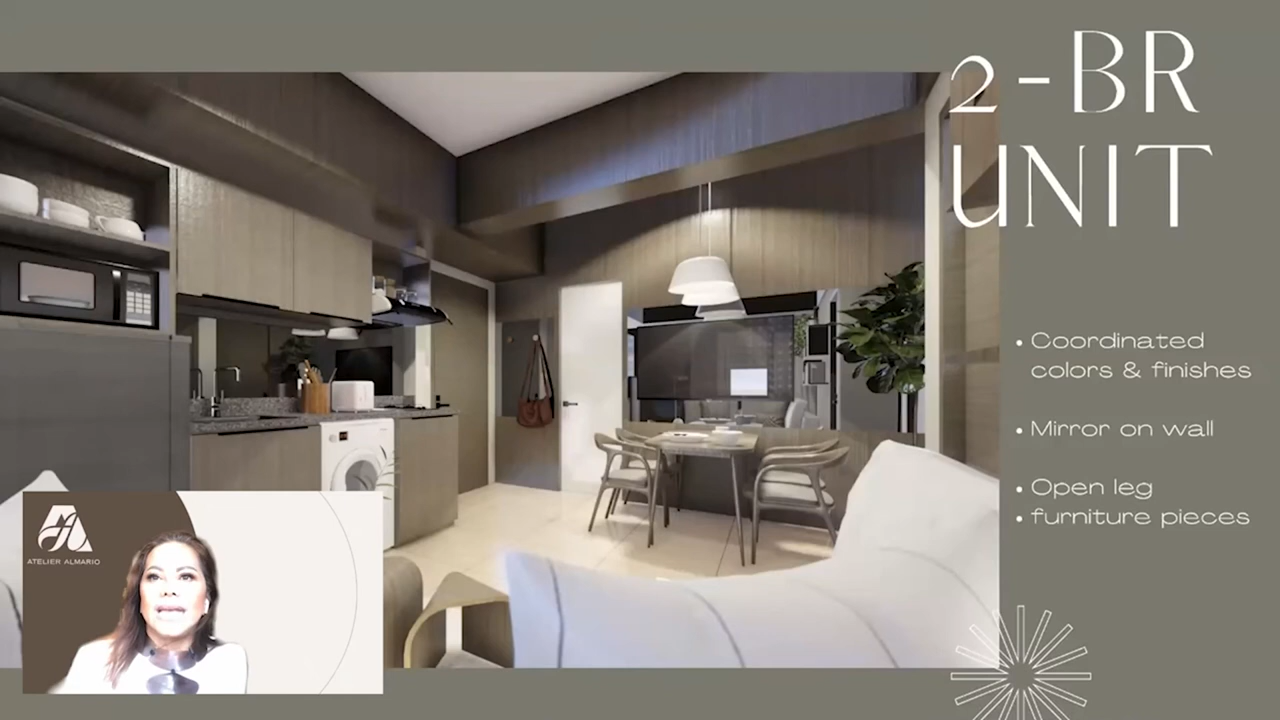 2-BR
UNIT
• Coordinated
colors & finishes
• Mirror on wall
• Open leg
• furniture pieces
ATELIER ALMARIO